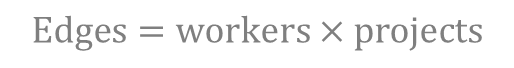 Edges = workers × projects